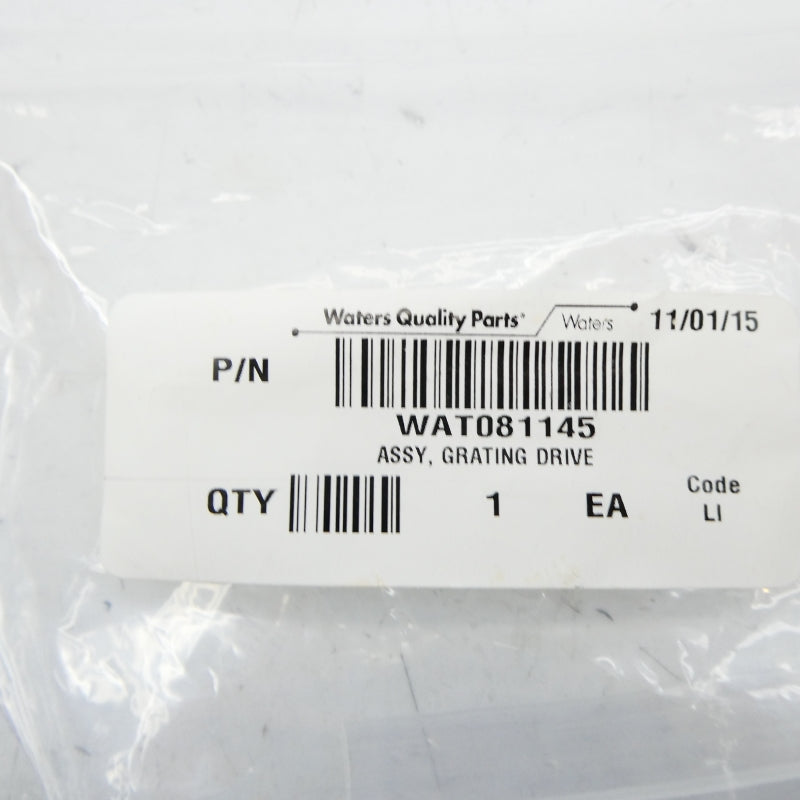 Waters Quality Parts Waters 11/01/15
P/N
WAT081145
ASSY, GRATING DRIVE
QTY 1 EA Code
LI